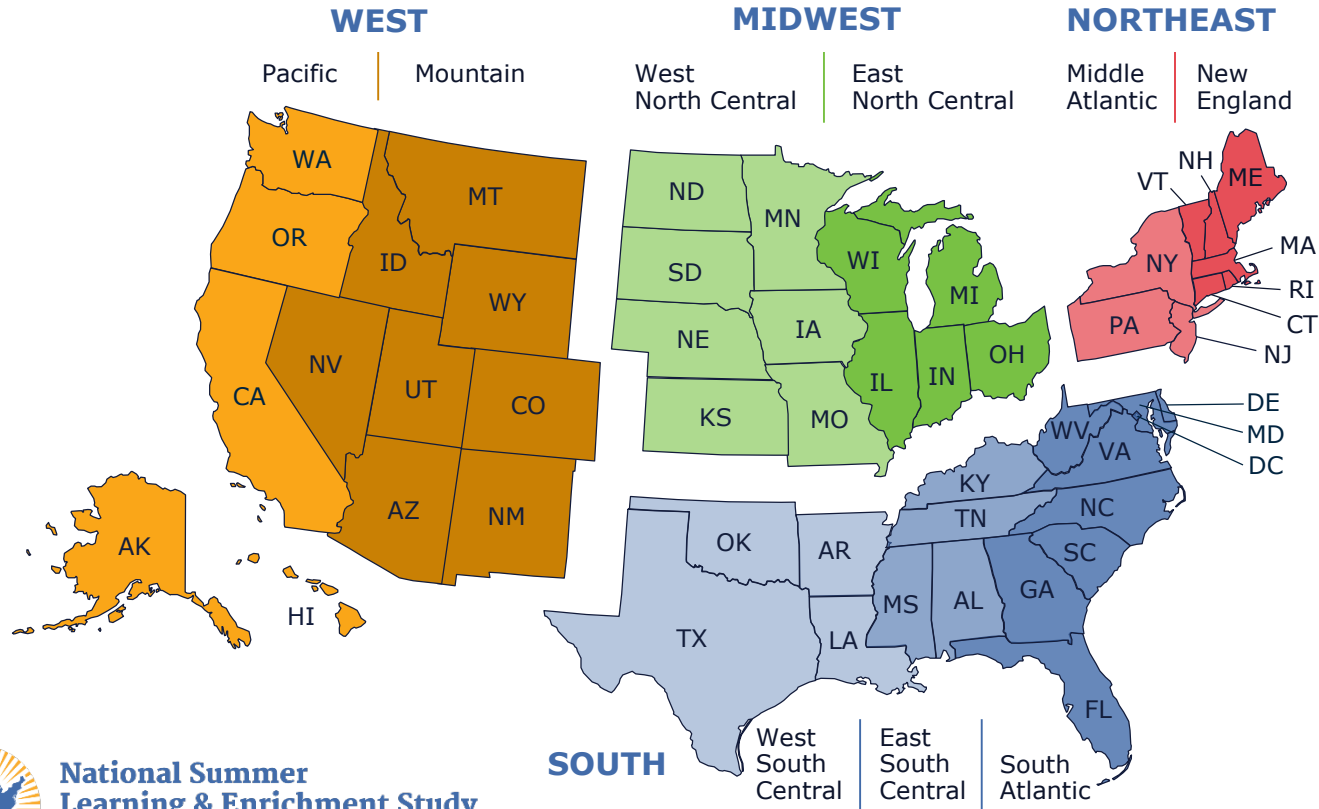 WEST
MIDWEST
NORTHEAST
Pacific
Mountain
West
North Central
East
North Central
Middle
Atlantic
New
England
WA
OR
CA
AK
HI
MT
ID
WY
NV
UT
CO
AZ
NM
ND
SD
NE
KS
MN
IA
MO
WI
MI
IL
IN
OH
NH
VT
ME
NY
MA
RI
CT
PA
NJ
DE
MD
DC
WV
VA
KY
NC
TN
SC
OK
AR
MS
AL
GA
TX
LA
FL
SOUTH
West
South
Central
East
South
Central
South
Atlantic
National Summer
Learning & Enrichment Study